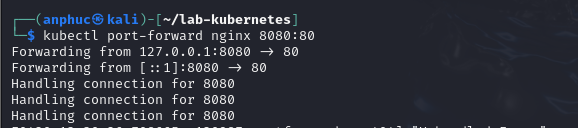 (anphuc㉿kali)-[~/lab-kubernetes]
$ kubectl port-forward nginx 8080:80
Forwarding from 127.0.0.1:8080 -> 80
Forwarding from [::1]:8080 -> 80
Handling connection for 8080
Handling connection for 8080
Handling connection for 8080